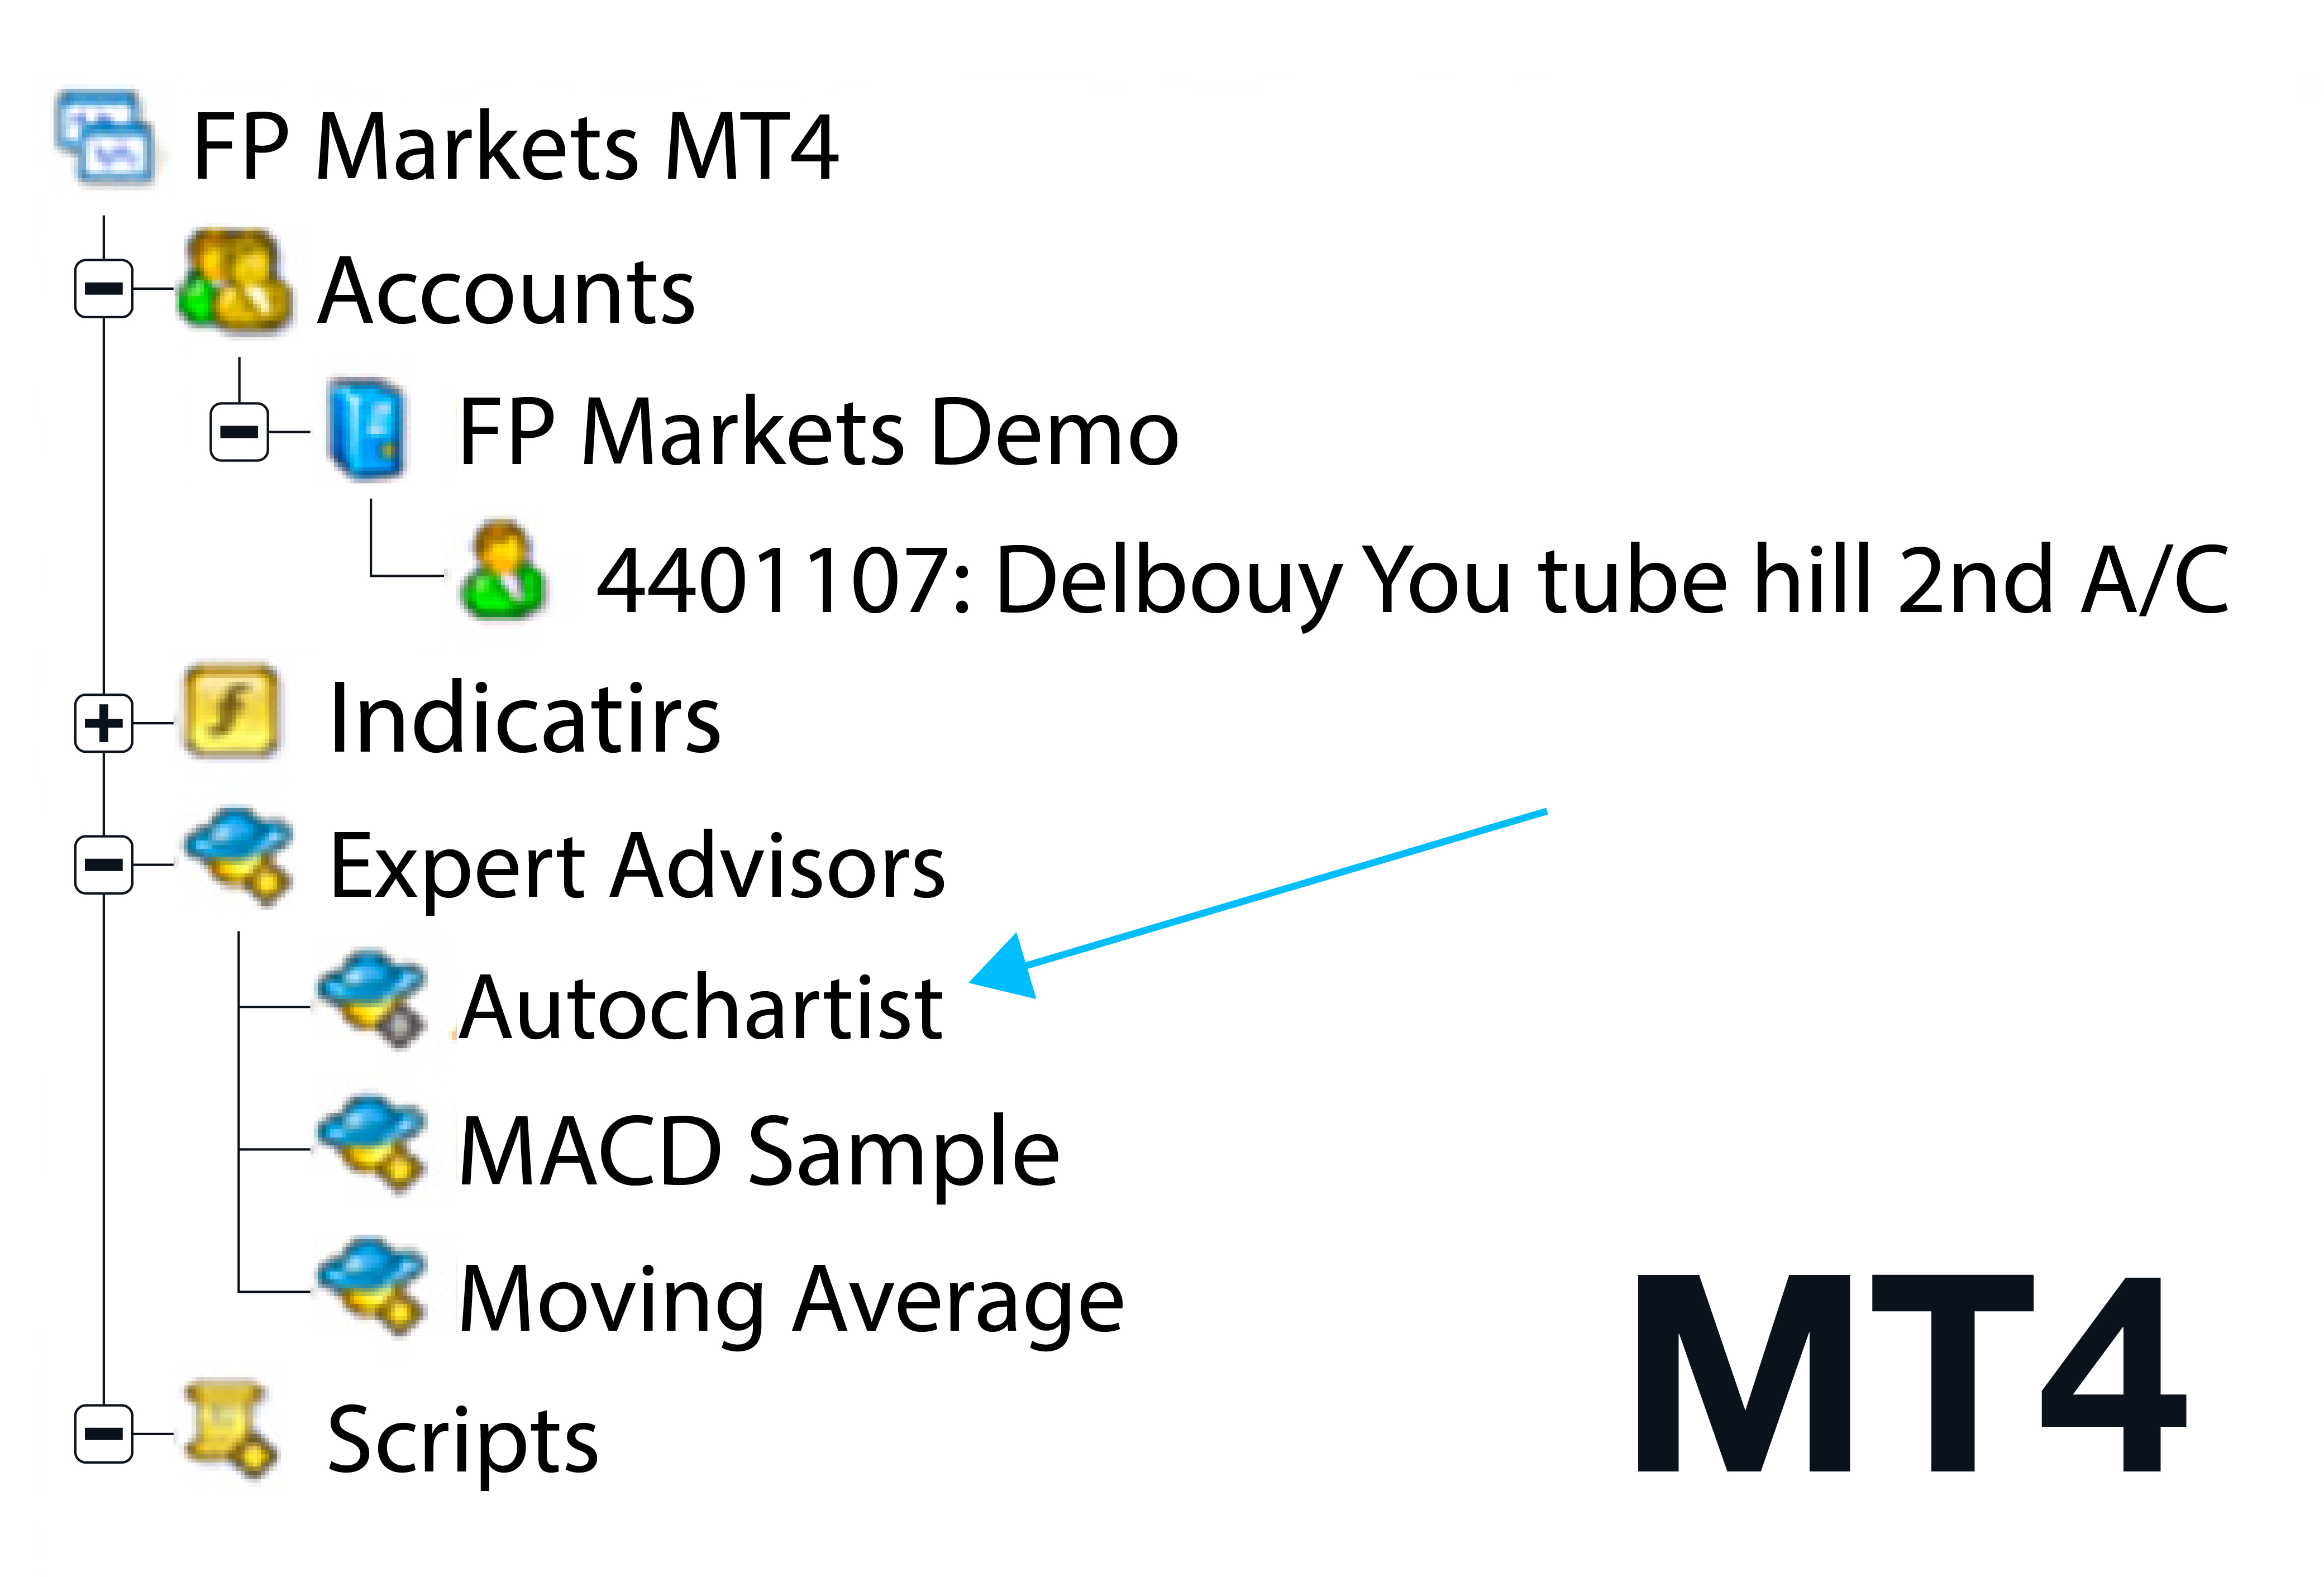 FP Markets MT4
Accounts
FP Markets Demo
4401107: Delbouy You tube hill 2nd A/C
Indicatirs
Expert Advisors
Autochartist
MACD Sample
Moving Average
Scripts
MT4